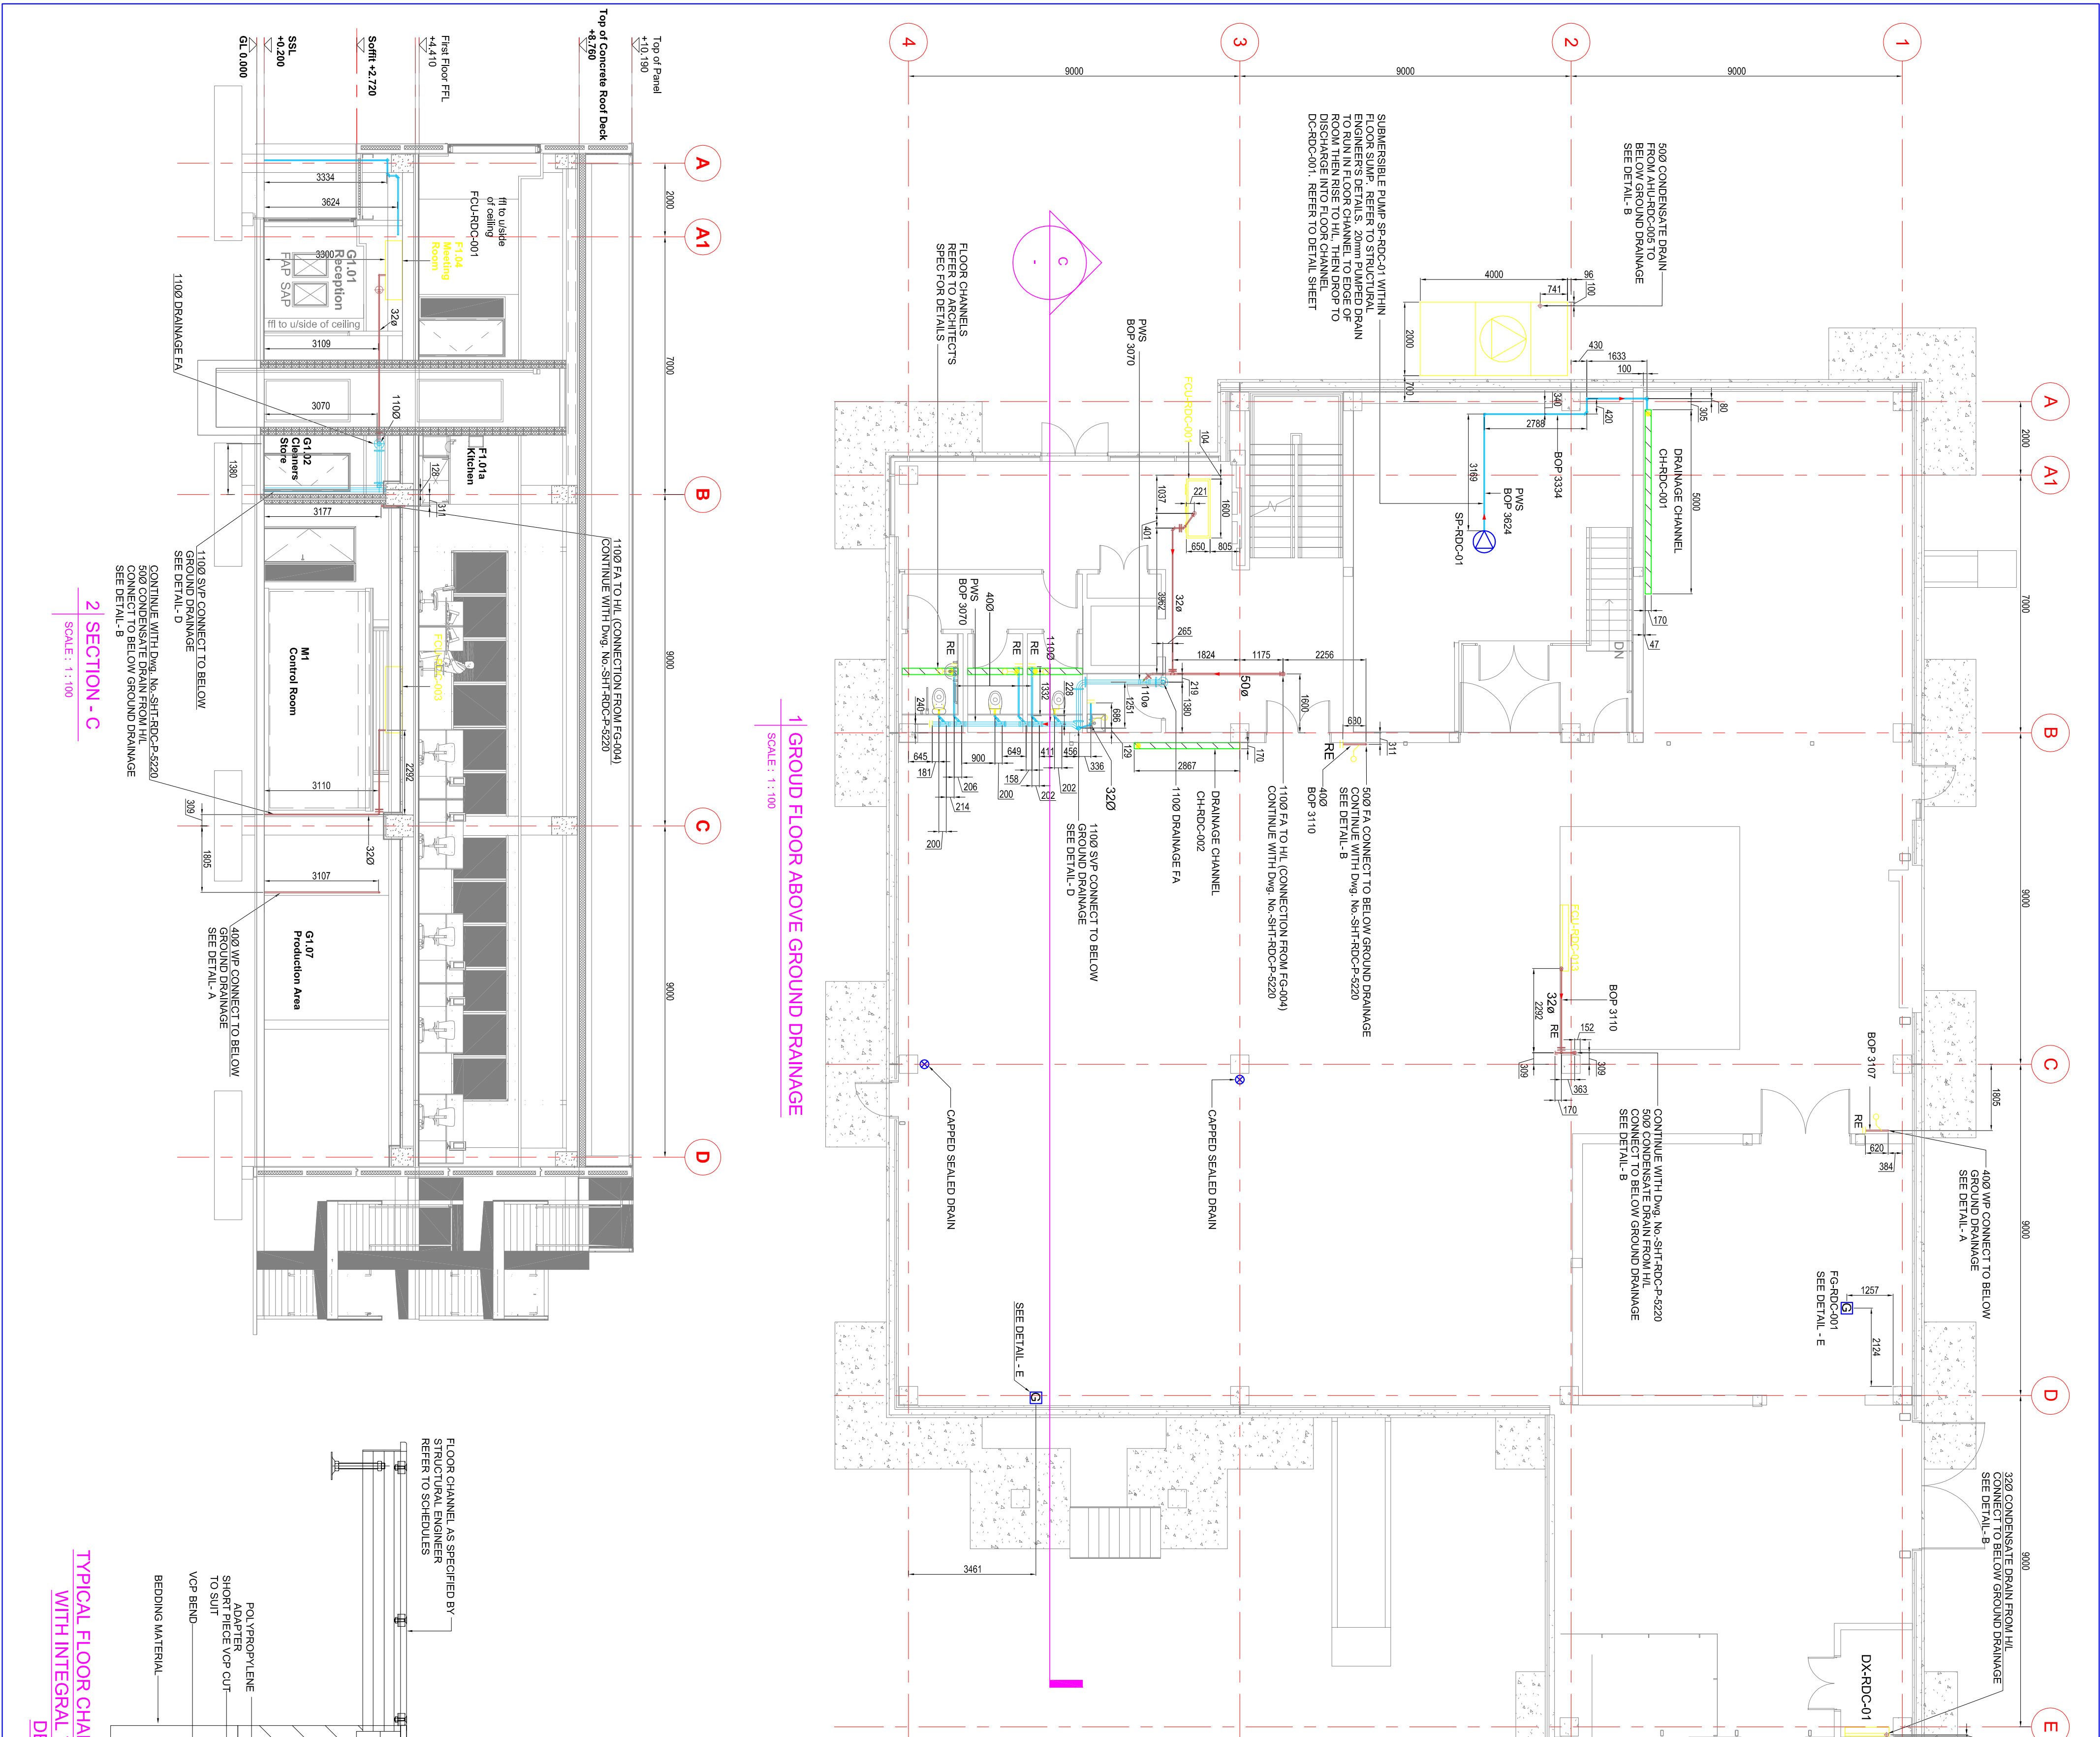 1
2
3
4
A
A1
B
C
D
E
9000
9000
9000
2000
7000
9000
9000
9000
50Ø CONDENSATE DRAIN
FROM AHU-RDC-005 TO
BELOW GROUND DRAINAGE
SEE DETAIL- B
SUBMERSIBLE PUMP SP-RDC-01 WITHIN
FLOOR SUMP. REFER TO STRUCTURAL
ENGINEER'S DETAILS. 20mm PUMPED DRAIN
TO RUN IN FLOOR CHANNEL TO EDGE OF
ROOM THEN RISE TO H/L, THEN DROP TO
DISCHARGE INTO FLOOR CHANNEL
DC-RDC-001. REFER TO DETAIL SHEET
4000
96
100
741
2000
700
430
1633
100
80
305
340
420
2788
BOP 3334
3169
PWS
BOP 3624
SP-RDC-01
DRAINAGE CHANNEL
CH-RDC-001
5000
170
47
DN
FLOOR CHANNELS
REFER TO ARCHITECT'S
SPEC FOR DETAILS
PWS
BOP 3070
C
-
104
1037
221
1600
401
650
805
3962
32ø
265
1824
1175
2256
219
1380
50ø
1600
PWS
BOP 3070
40Ø
RE
RE
RE
110Ø
110ø
1332
228
1251
686
240
129
645
181
206
214
200
900
200
649
158
202
411
456
202
336
32Ø
170
2867
630
311
RE
40Ø
BOP 3110
50Ø FA CONNECT TO BELOW GROUND DRAINAGE
CONTINUE WITH Dwg. No.-SHT-RDC-P-5220
SEE DETAIL- B
110Ø FA TO H/L (CONNECTION FROM FG-004)
CONTINUE WITH Dwg. No.-SHT-RDC-P-5220
DRAINAGE CHANNEL
CH-RDC-002
110Ø DRAINAGE FA
110Ø SVP CONNECT TO BELOW
GROUND DRAINAGE
SEE DETAIL- D
BOP 3110
32ø
RE
2292
152
309
309
363
170
CONTINUE WITH Dwg. No.-SHT-RDC-P-5220
50Ø CONDENSATE DRAIN FROM H/L
CONNECT TO BELOW GROUND DRAINAGE
SEE DETAIL- B
BOP 3107
1805
RE
620
384
40Ø WP CONNECT TO BELOW
GROUND DRAINAGE
SEE DETAIL- A
FG-RDC-001
SEE DETAIL - E
1257
G
2124
CAPPED SEALED DRAIN
CAPPED SEALED DRAIN
SEE DETAIL - E
G
3461
32Ø CONDENSATE DRAIN FROM H/L
CONNECT TO BELOW GROUND DRAINAGE
SEE DETAIL- B
DX-RDC-01
1 GROUD FLOOR ABOVE GROUND DRAINAGE
SCALE : 1 : 100
Top of Panel
+10.190
Top of Concrete Roof Deck
+8.760
First Floor FFL
+4,410
Soffit +2.720
SSL
+0.200
GL 0.000
A
A1
B
C
D
2000
7000
9000
9000
3334
3624
ffl to u/side
of ceiling
FCU-RDC-001
F1.04
Meeting
Room
3300
G1.01
Reception
FAP SAP
ffl to u/side of ceiling
32ø
3109
110Ø DRAINAGE FA
3070
110Ø
G1.02
Cleaners
Store
1380
F1.01a
Kitchen
128
311
3177
110Ø FA TO H/L (CONNECTION FROM FG-004)
CONTINUE WITH Dwg. No.-SHT-RDC-P-5220
110Ø SVP CONNECT TO BELOW
GROUND DRAINAGE
SEE DETAIL- D
CONTINUE WITH Dwg. No.-SHT-RDC-P-5220
50Ø CONDENSATE DRAIN FROM H/L
CONNECT TO BELOW GROUND DRAINAGE
SEE DETAIL- B
M1
Control Room
2292
3110
309
32Ø
1805
3107
G1.07
Production Area
40Ø WP CONNECT TO BELOW
GROUND DRAINAGE
SEE DETAIL- A
2 SECTION - C
SCALE : 1 : 100
FLOOR CHANNEL AS SPECIFIED BY
STRUCTURAL ENGINEER
REFER TO SCHEDULES
POLYPROPYLENE
ADAPTER
SHORT PIECE VCP CUT
TO SUIT
VCP BEND
BEDDING MATERIAL
TYPICAL FLOOR CHA
WITH INTEGRAL